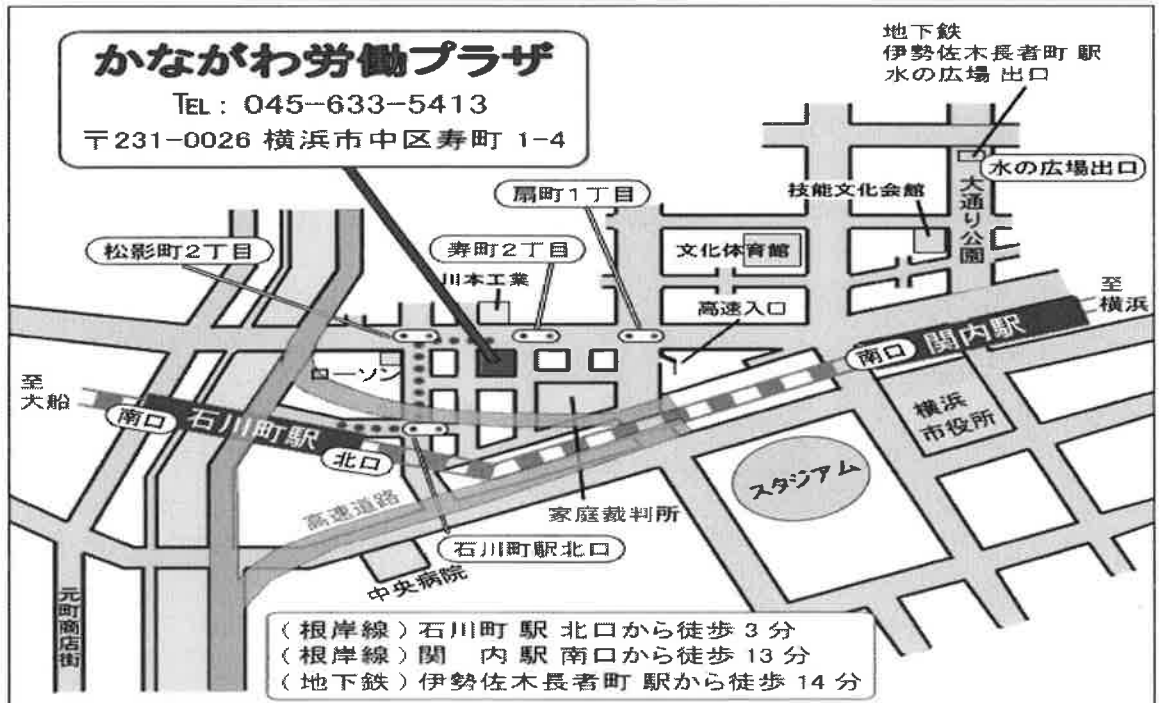 かながわ労働プラザ
TEL: 045-633-5413
〒231-0026 横浜市中区寿町 1-4
地下鉄
伊勢佐木長者町 駅
水の広場 出口
水の広場出口
扇町1丁目
技能文化会館
大通り公園
松影町2丁目
寿町2丁目
文化体育館
川本工業
高速入口
至
横浜
関内駅
南口
ローソン
至
大船
南口
石川町駅
北口
横浜
市役所
スタジアム
高速道路
家庭裁判所
石川町駅北口
中央病院
元町商店街
(根岸線)石川町 駅 北口から徒歩 3 分
(根岸線)関 内駅 南口から徒歩 13 分
(地下鉄)伊勢佐木長者町 駅から徒歩 14 分